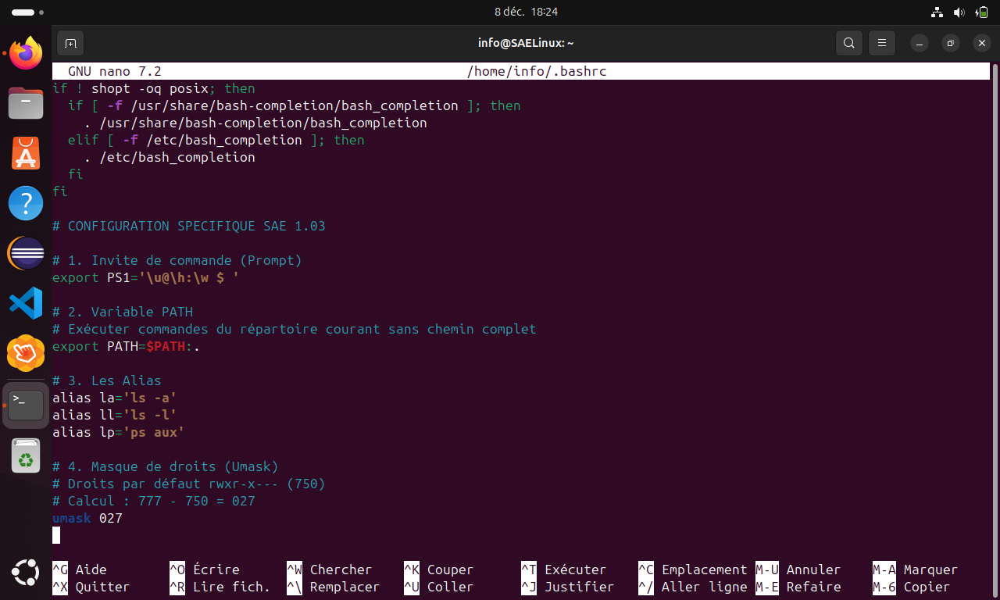 8 déc. 18:24
info@SAELinux: ~
GNU nano 7.2 /home/info/.bashrc
if ! shopt -oq posix; then
  if [ -f /usr/share/bash-completion/bash_completion ]; then
    . /usr/share/bash-completion/bash_completion
  elif [ -f /etc/bash_completion ]; then
    . /etc/bash_completion
  fi
fi
# CONFIGURATION SPECIFIQUE SAE 1.03
# 1. Invite de commande (Prompt)
export PS1='\u@\h:\w $ '
# 2. Variable PATH
# Exécuter commandes du répartoire courant sans chemin complet
export PATH=$PATH:.
# 3. Les Alias
alias la='ls -a'
alias ll='ls -l'
alias lp='ps aux'
# 4. Masque de droits (Umask)
# Droits par défaut rwxr-x--- (750)
# Calcul : 777 - 750 = 027
umask 027
^G Aide ^O Écrire ^W Chercher ^K Couper ^T Exécuter ^C Emplacement M-U Annuler M-A Marquer
^X Quitter ^R Lire fich. ^\ Remplacer ^U Coller ^J Justifier ^/ Aller ligne M-E Refaire M-6 Copier